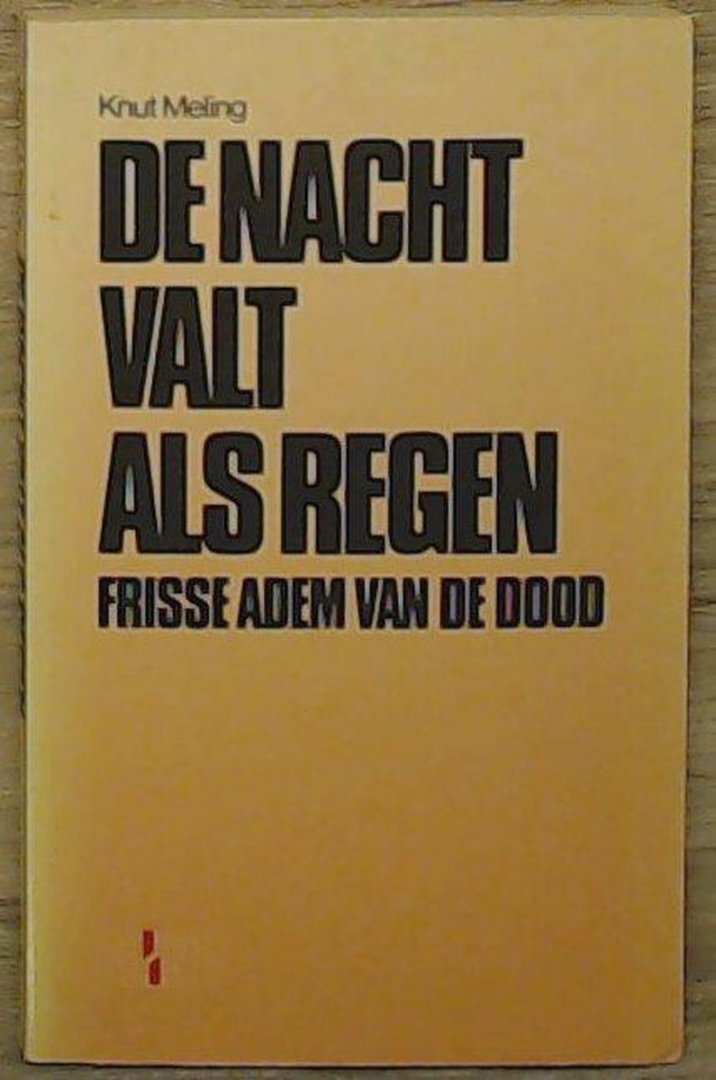 Knut Meling
DE NACHT
VALT
ALS REGEN
FRISSE ADEM VAN DE DOOD